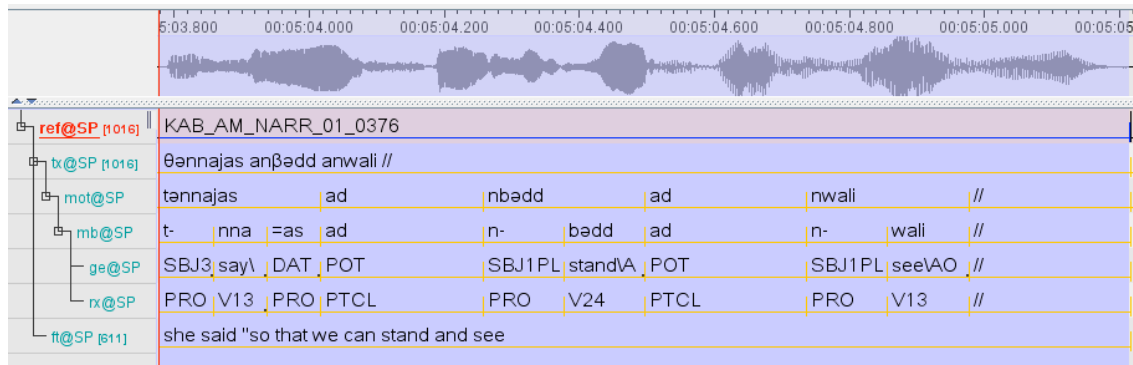 5:03.800 00:05:04.000 00:05:04.200 00:05:04.400 00:05:04.600 00:05:04.800 00:05:05.000 00:05:05
ref@SP [1016] KAB_AM_NARR_01_0376
tx@SP [1016] θənnajas anβədd anwali //
mot@SP tənnajas ad nbədd ad nwali //
mb@SP t- nna =as ad n- bədd ad n- wali //
ge@SP SBJ3 say\ DAT POT SBJ1PL stand\A POT SBJ1PL see\AO //
rx@SP PRO V13 PRO PTCL PRO V24 PTCL PRO V13 //
ft@SP [611] she said "so that we can stand and see